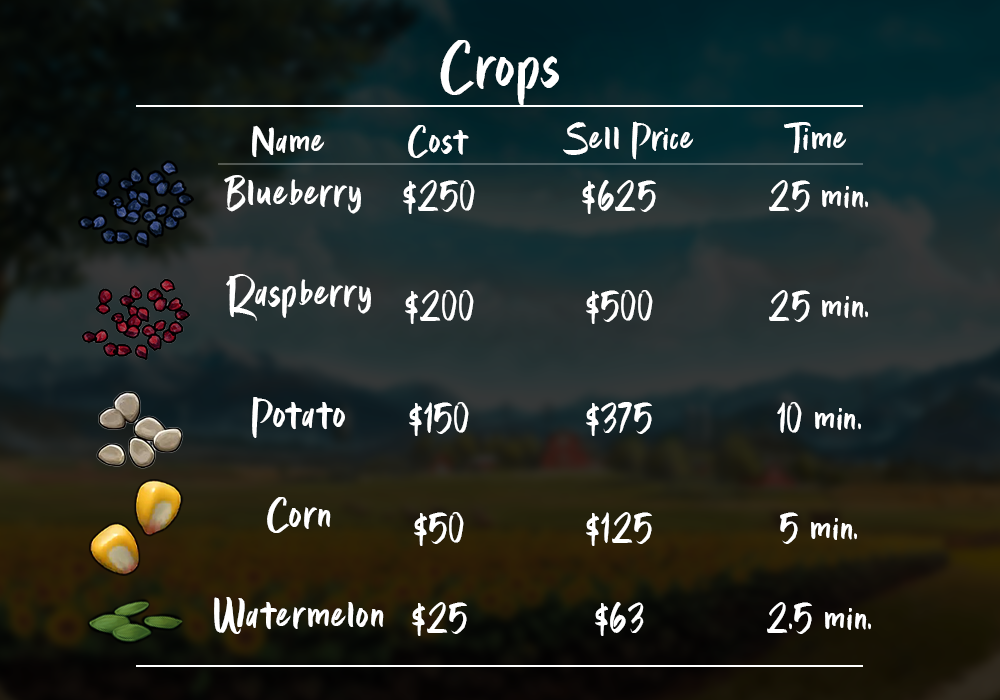 Crops
Name Cost Sell Price Time
Blueberry $250 $625 25 min.
Raspberry $200 $500 25 min.
Potato $150 $375 10 min.
Corn $50 $125 5 min.
Watermelon $25 $63 2.5 min.